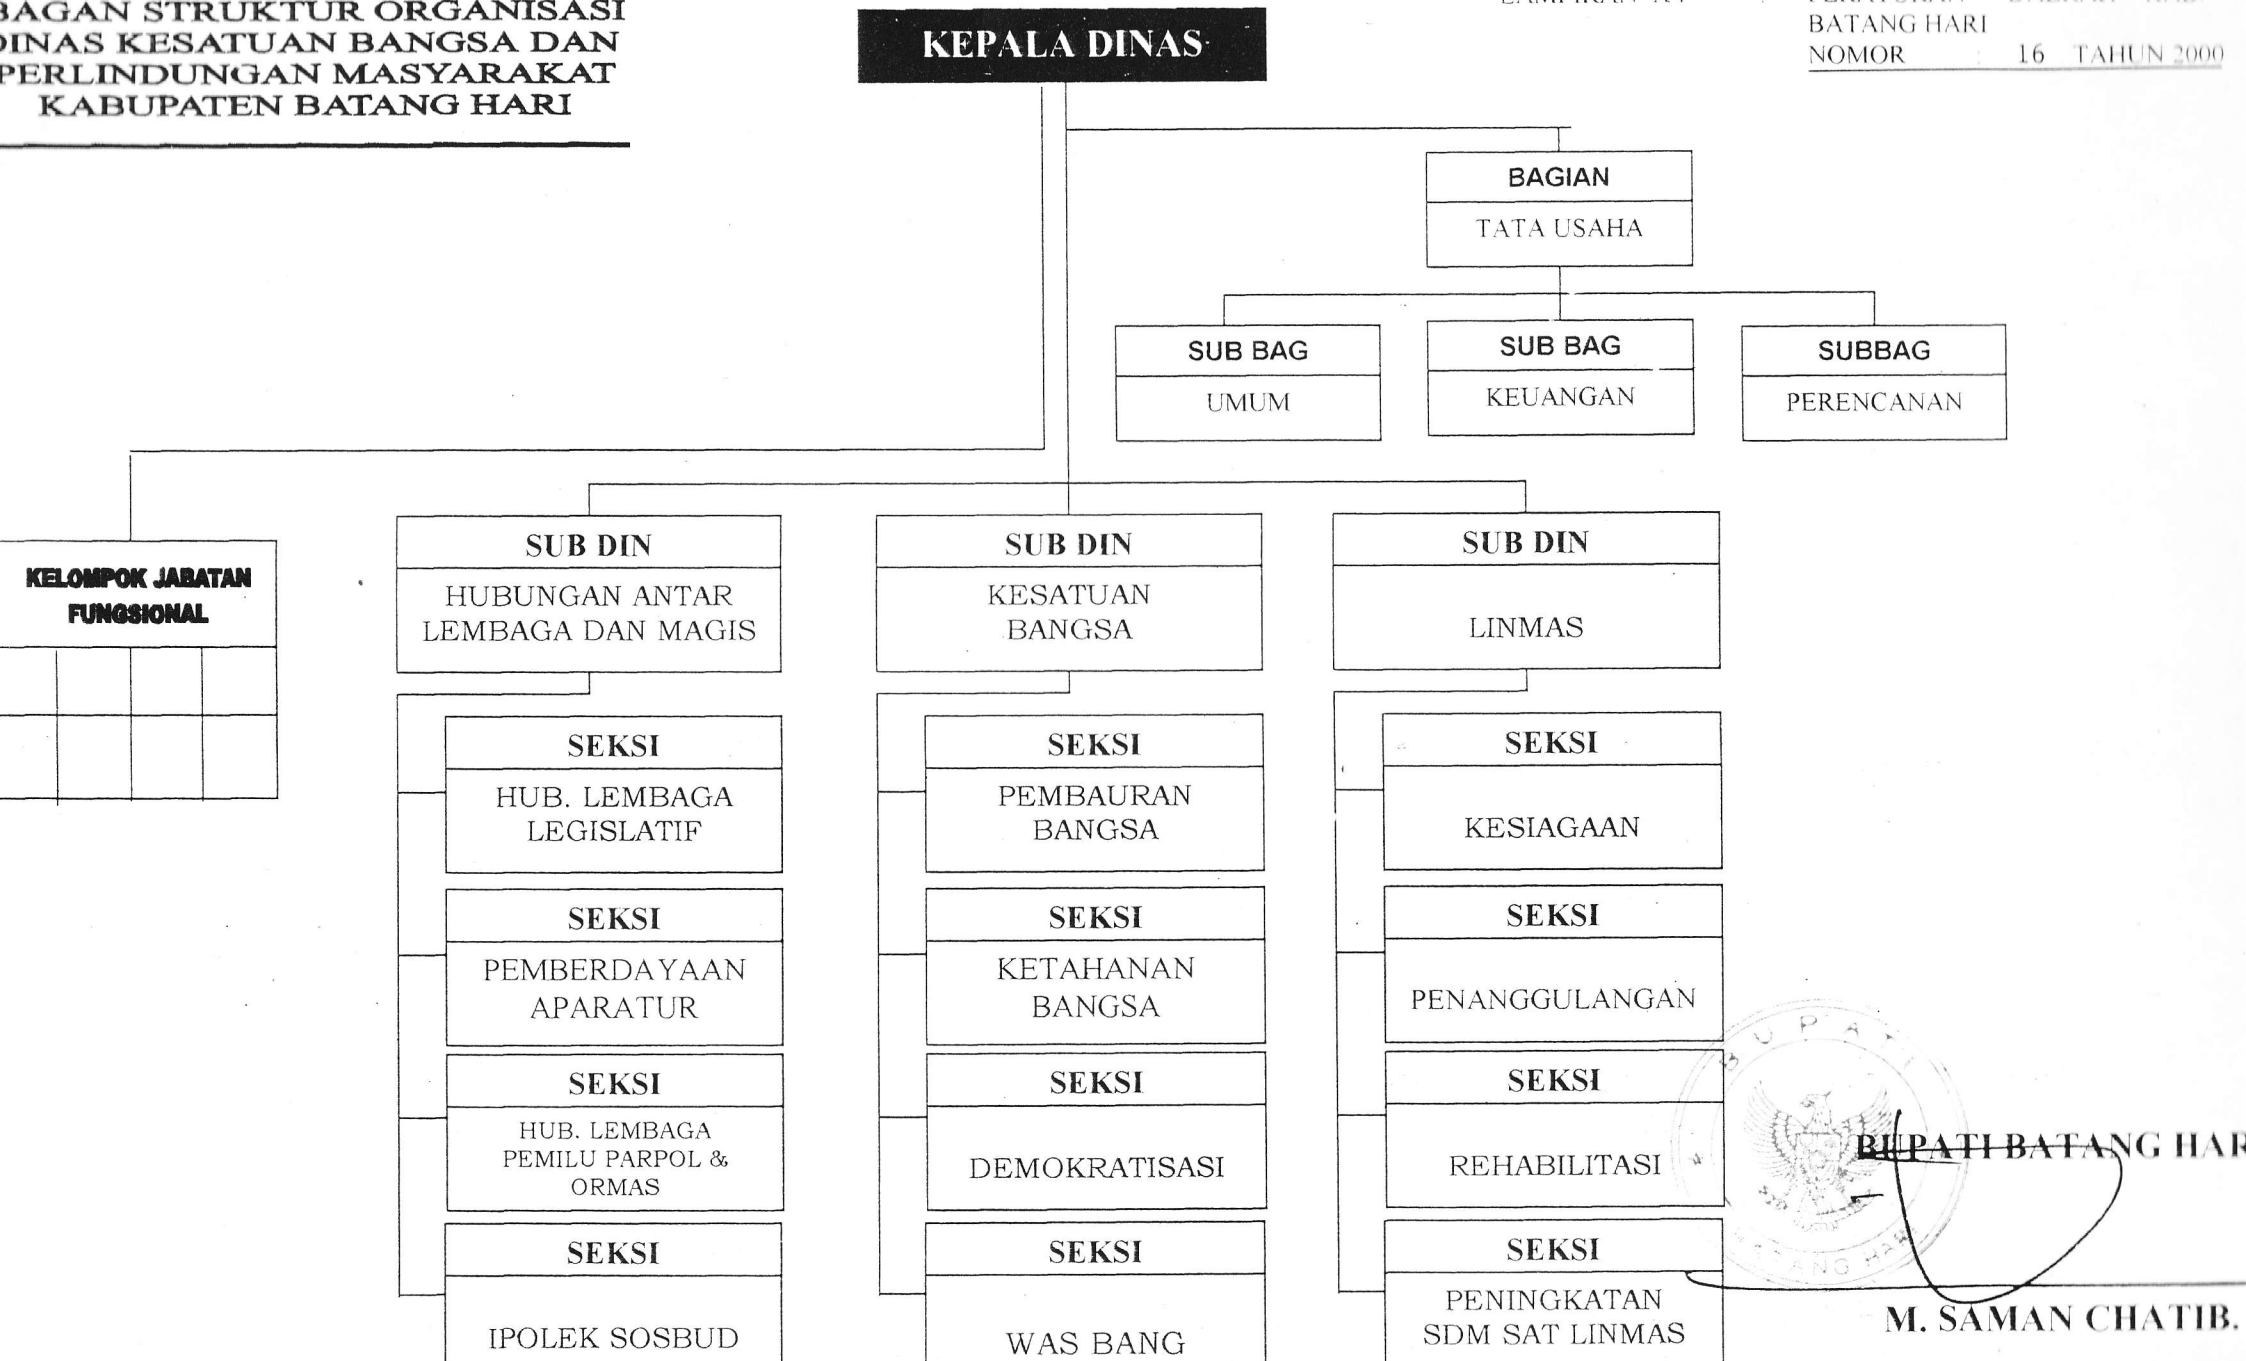 BAGAN STRUKTUR ORGANISASI
DINAS KESATUAN BANGSA DAN
PERLINDUNGAN MASYARAKAT
KABUPATEN BATANG HARI
KEPALA DINAS
BATANG HARI
NOMOR : 16 TAHUN 2000
BAGIAN
TATA USAHA
SUB BAG
UMUM
SUB BAG
KEUANGAN
SUBBAG
PERENCANAN
KELOMPOK JABATAN
FUNGSIONAL
SUB DIN
HUBUNGAN ANTAR
LEMBAGA DAN MAGIS
SEKSI
HUB. LEMBAGA
LEGISLATIF
SEKSI
PEMBERDAYAAN
APARATUR
SEKSI
HUB. LEMBAGA
PEMILU PARPOL &
ORMAS
SEKSI
IPOLEK SOSBUD
SUB DIN
KESATUAN
BANGSA
SEKSI
PEMBAURAN
BANGSA
SEKSI
KETAHANAN
BANGSA
SEKSI
DEMOKRATISASI
SEKSI
WAS BANG
SUB DIN
LINMAS
SEKSI
KESIAGAAN
SEKSI
PENANGGULANGAN
SEKSI
REHABILITASI
SEKSI
PENINGKATAN
SDM SAT LINMAS
BUPATI
BATANG HARI
BUPATI BATANG HAR
M. SAMAN CHATIB.